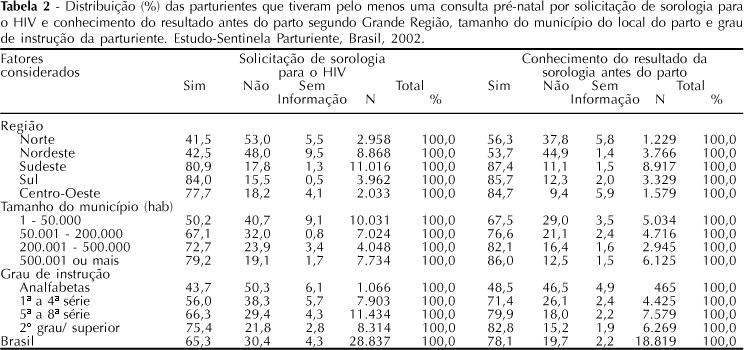 Tabela 2 - Distribuição (%) das parturientes que tiveram pelo menos uma consulta pré-natal por solicitação de sorologia para
o HIV e conhecimento do resultado antes do parto segundo Grande Região, tamanho do município do local do parto e grau
de instrução da parturiente. Estudo-Sentinela Parturiente, Brasil, 2002.
Fatores Solicitação de sorologia Conhecimento do resultado da
considerados para o HIV sorologia antes do parto
Sim Não Sem Total Sim Não Sem Total
Informação N % Informação N %
Região
Norte 41,5 53,0 5,5 2.958 100,0 56,3 37,8 5,8 1.229 100,0
Nordeste 42,5 48,0 9,5 8.868 100,0 53,7 44,9 1,4 3.766 100,0
Sudeste 80,9 17,8 1,3 11.016 100,0 87,4 11,1 1,5 8.917 100,0
Sul 84,0 15,5 0,5 3.962 100,0 85,7 12,3 2,0 3.329 100,0
Centro-Oeste 77,7 18,2 4,1 2.033 100,0 84,7 9,4 5,9 1.579 100,0
Tamanho do município (hab)
1 - 50.000 50,2 40,7 9,1 10.031 100,0 67,5 29,0 3,5 5.034 100,0
50.001 - 200.000 67,1 32,0 0,8 7.024 100,0 76,6 21,1 2,4 4.716 100,0
200.001 - 500.000 72,7 23,9 3,4 4.048 100,0 82,1 16,4 1,6 2.945 100,0
500.001 ou mais 79,2 19,1 1,7 7.734 100,0 86,0 12,5 1,5 6.125 100,0
Grau de instrução
Analfabetas 43,7 50,3 6,1 1.066 100,0 48,5 46,5 4,9 465 100,0
1ª a 4ª série 56,0 38,3 5,7 7.903 100,0 71,4 26,1 2,4 4.425 100,0
5ª a 8ª série 66,3 29,4 4,3 11.434 100,0 79,9 18,0 2,2 7.579 100,0
2° grau/ superior 75,4 21,8 2,8 8.314 100,0 82,8 15,2 1,9 6.269 100,0
Brasil 65,3 30,4 4,3 28.837 100,0 78,1 19,7 2,2 18.819 100,0